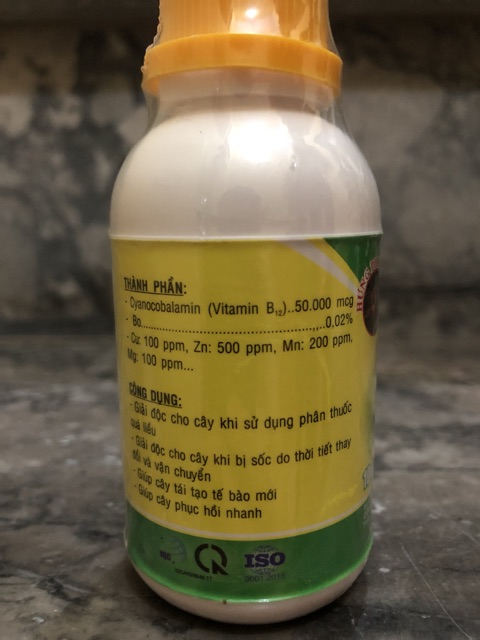 THÀNH PHẦN:
- Cyanocobalamin (Vitamin B12)..50.000 mcg
- Bo..............................................0,02%
- Cu: 100 ppm, Zn: 500 ppm, Mn: 200 ppm,
Mg: 100 ppm...
CÔNG DỤNG:
- Giải độc cho cây khi sử dụng phân thuốc
quá liều
- Giải độc cho cây khi bị sốc do thời tiết thay
đổi và vận chuyển
- Giúp cây tái tạo tế bào mới
- Giúp cây phục hồi nhanh
ISO
9001:2015